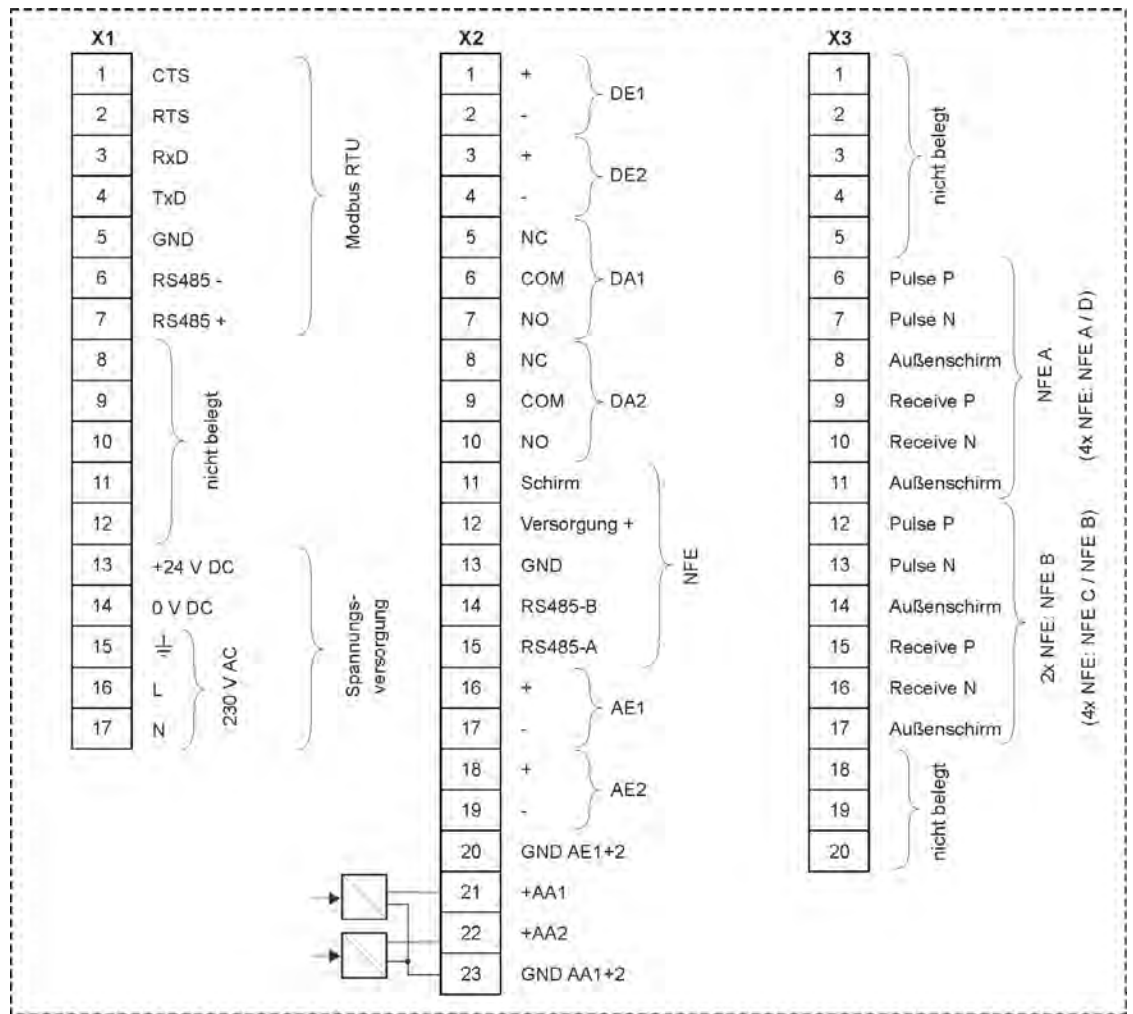 X1
1 CTS
2 RTS
3 RxD
4 TxD
5 GND
6 RS485 -
7 RS485 +
Modbus RTU
8
9
10
11
12
nicht belegt
13 +24 V DC
14 0 V DC
15
16 L
17 N
230 V AC
Spannungs-
versorgung
X2
1 +
2 -
DE1
3 +
4 -
DE2
5 NC
6 COM
7 NO
DA1
8 NC
9 COM
10 NO
DA2
11 Schirm
12 Versorgung +
13 GND
14 RS485-B
15 RS485-A
NFE
16 +
17 -
AE1
18 +
19 -
AE2
20 GND AE1+2
21 +AA1
22 +AA2
23 GND AA1+2
X3
1
2
3
4
5
nicht belegt
6 Pulse P
7 Pulse N
8 Außenschirm
9 Receive P
10 Receive N
11 Außenschirm
NFE A
(4x NFE: NFE A / D)
12 Pulse P
13 Pulse N
14 Außenschirm
15 Receive P
16 Receive N
17 Außenschirm
2x NFE: NFE B
(4x NFE: NFE C / NFE B)
18
19
20
nicht belegt